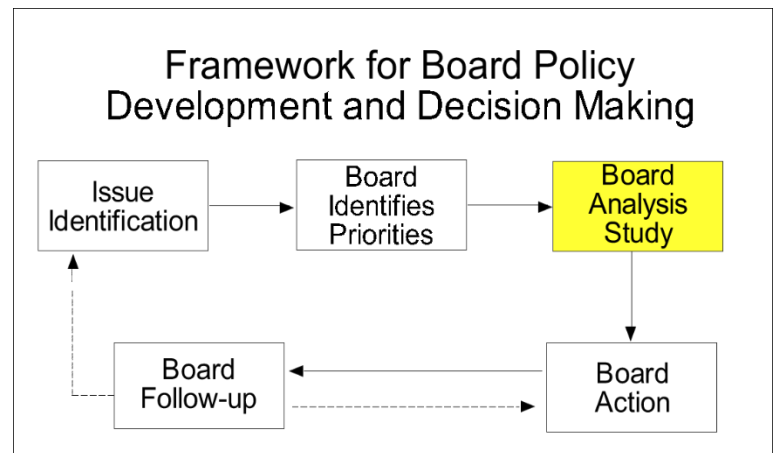 Framework for Board Policy
Development and Decision Making
Issue
Identification
Board
Identifies
Priorities
Board
Analysis
Study
Board
Follow-up
Board
Action